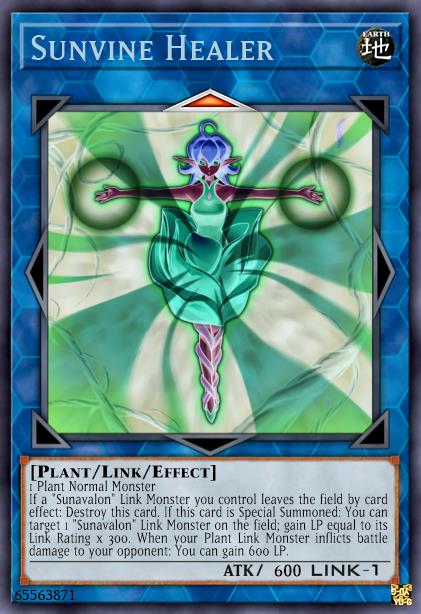 Sunvine Healer
EARTH
地
[Plant/Link/Effect]
1 Plant Normal Monster
If a "Sunavalon" Link Monster you control leaves the field by card
effect: Destroy this card. If this card is Special Summoned: You can
target 1 "Sunavalon" Link Monster on the field; gain LP equal to its
Link Rating x 300. When your Plant Link Monster inflicts battle
damage to your opponent: You can gain 600 LP.
ATK/ 600 LINK-1
65563871